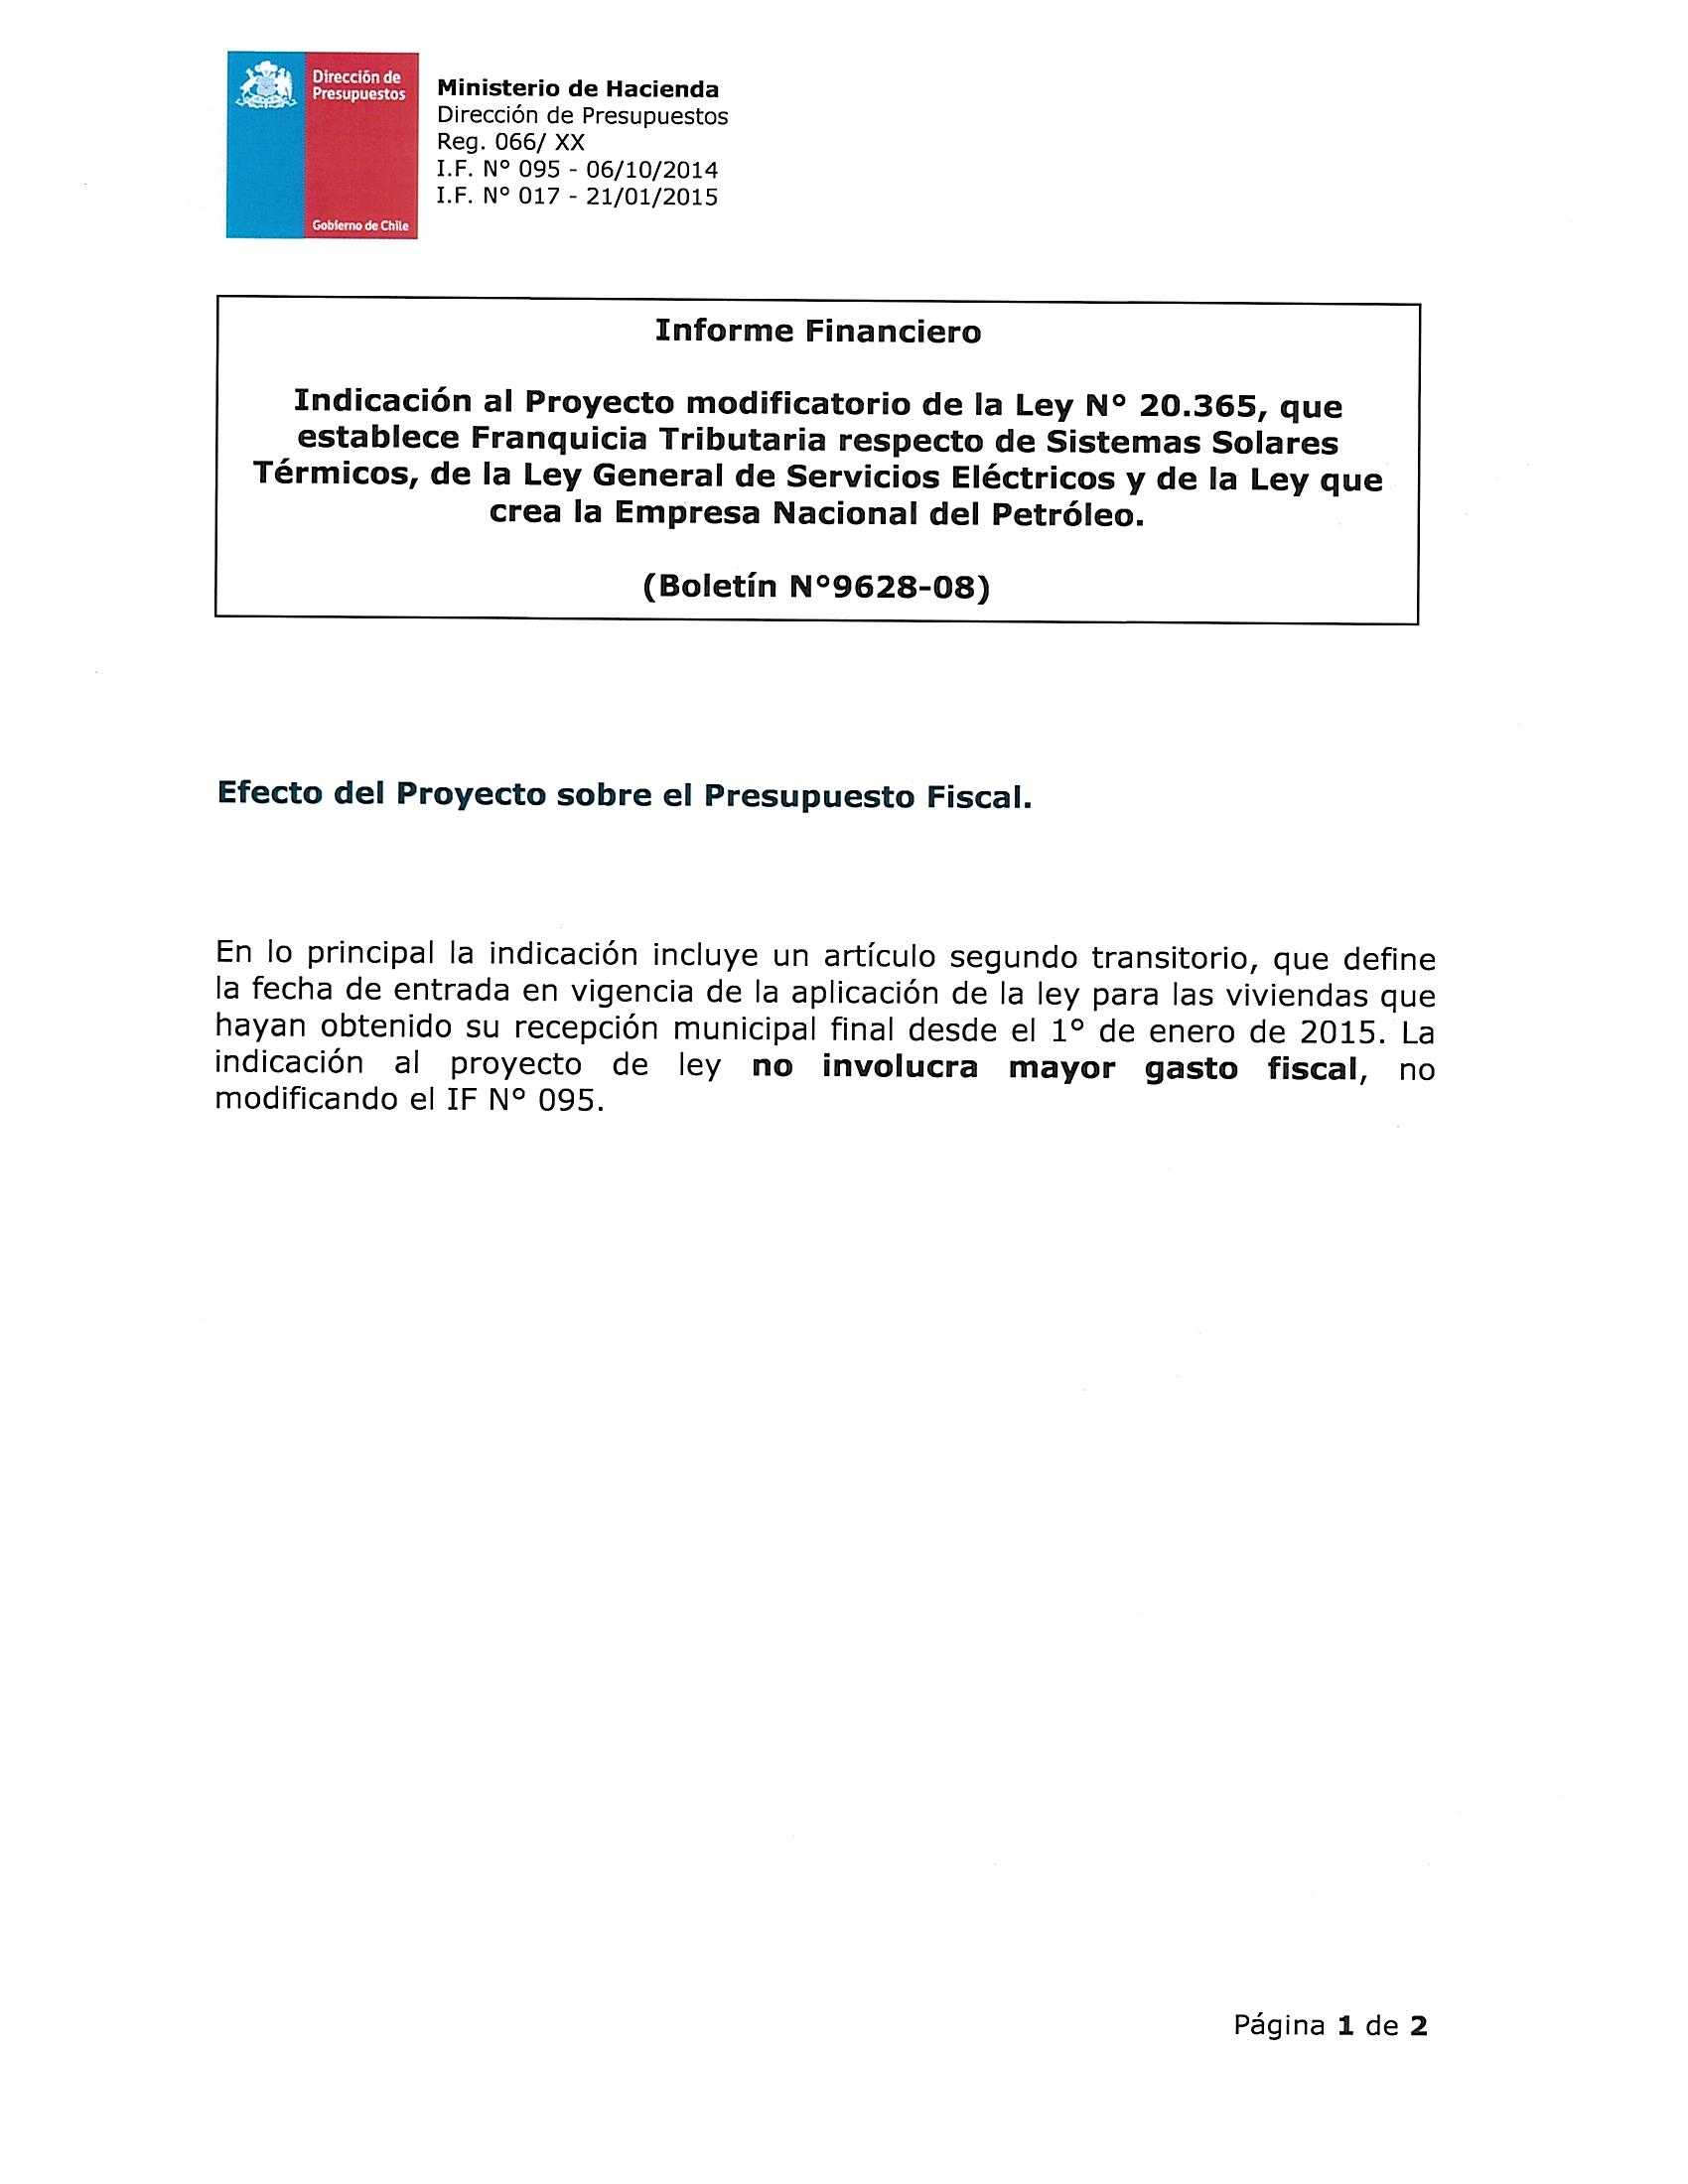 Dirección de
Presupuestos
Gobierno de Chile
Ministerio de Hacienda
Dirección de Presupuestos
Reg. 066/ XX
I.F. Nº 095 - 06/10/2014
I.F. Nº 017 - 21/01/2015
Informe Financiero
Indicación al Proyecto modificatorio de la Ley Nº 20.365, que
establece Franquicia Tributaria respecto de Sistemas Solares
Térmicos, de la Ley General de Servicios Eléctricos y de la Ley que
crea la Empresa Nacional del Petróleo.
(Boletín Nº9628-08)
Efecto del Proyecto sobre el Presupuesto Fiscal.
En lo principal la indicación incluye un artículo segundo transitorio, que define
la fecha de entrada en vigencia de la aplicación de la ley para las viviendas que
hayan obtenido su recepción municipal final desde el 1º de enero de 2015. La
indicación al proyecto de ley no involucra mayor gasto fiscal, no
modificando el IF Nº 095.
Página 1 de 2